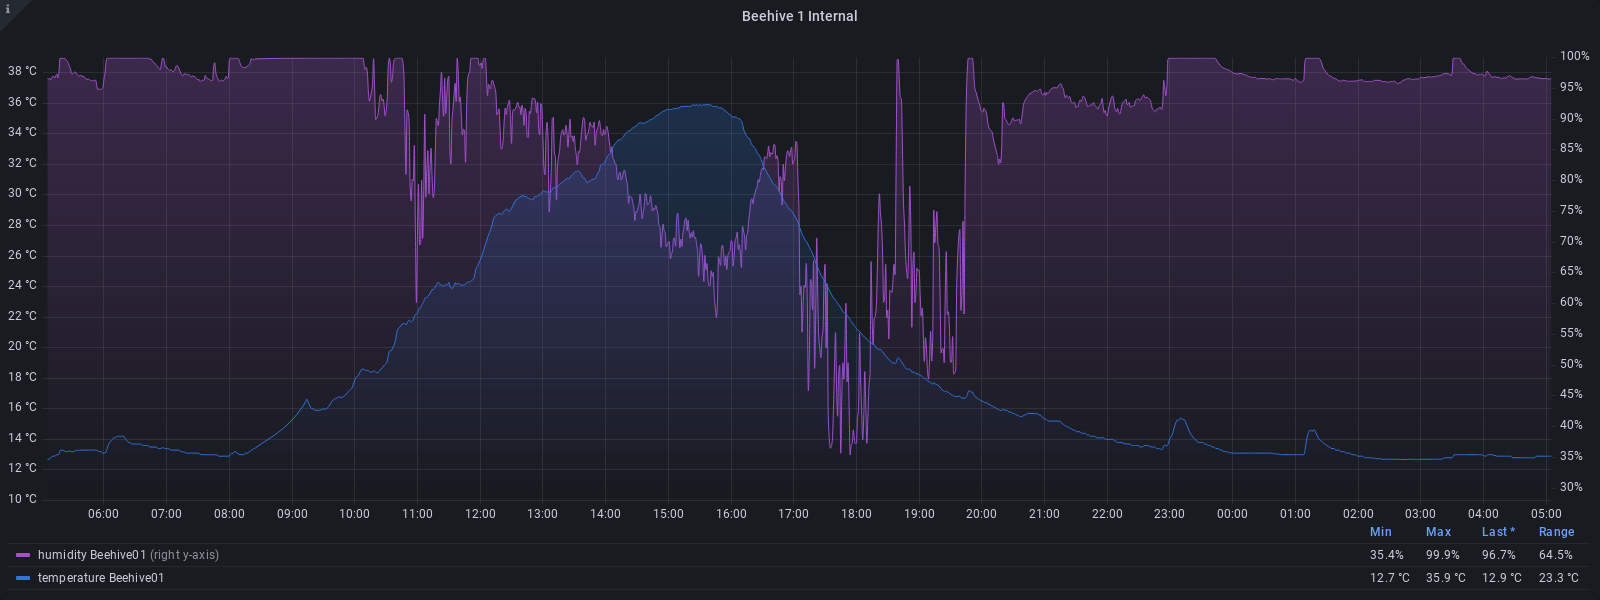 i
Beehive 1 Internal
38 °C
36 °C
34 °C
32 °C
30 °C
28 °C
26 °C
24 °C
22 °C
20 °C
18 °C
16 °C
14 °C
12 °C
10 °C
100%
95%
90%
85%
80%
75%
70%
65%
60%
55%
50%
45%
40%
35%
30%
06:00 07:00 08:00 09:00 10:00 11:00 12:00 13:00 14:00 15:00 16:00 17:00 18:00 19:00 20:00 21:00 22:00 23:00 00:00 01:00 02:00 03:00 04:00 05:00
Min Max Last * Range
humidity Beehive01 (right y-axis) 35.4% 99.9% 96.7% 64.5%
temperature Beehive01 12.7 °C 35.9 °C 12.9 °C 23.3 °C